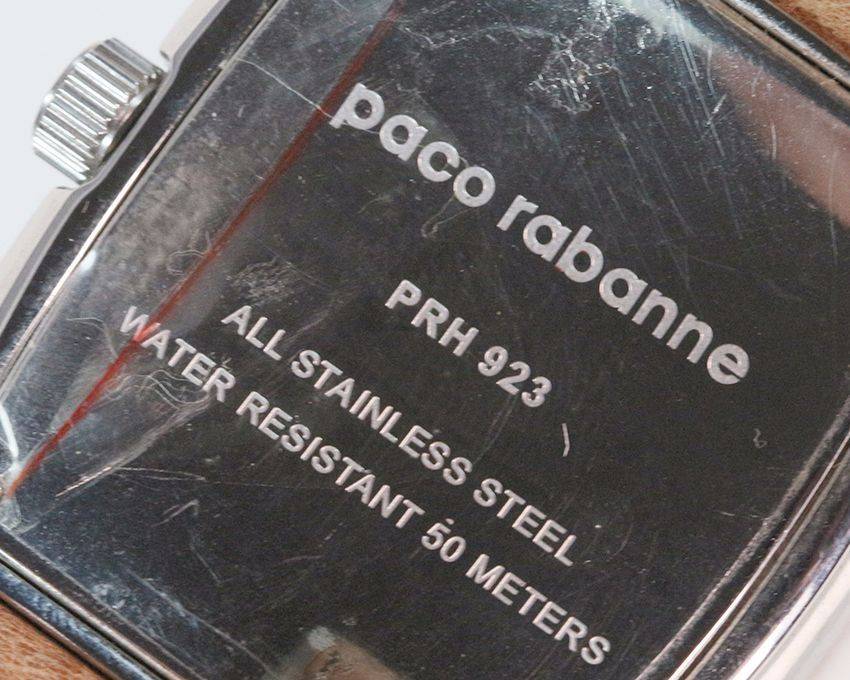 paco rabanne
PRH 923
ALL STAINLESS STEEL
WATER RESISTANT 50 METERS